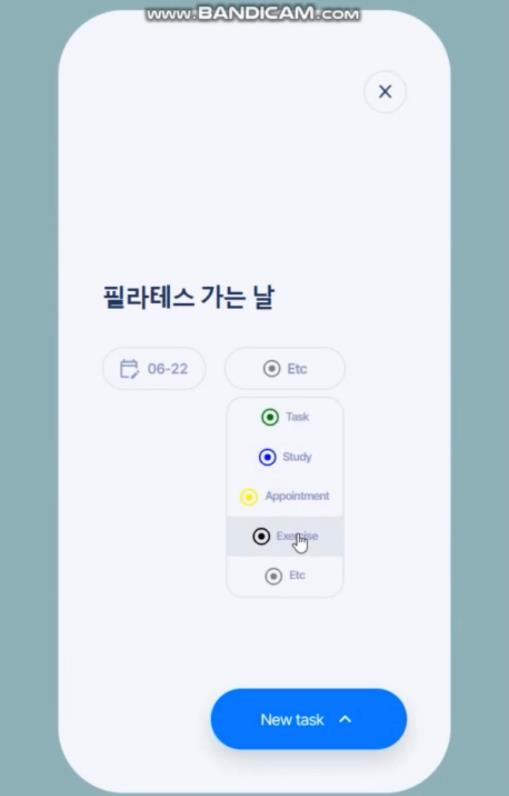 www.BANDICAM.com
필라테스 가는 날
06-22
Etc
Task
Study
Appointment
Exercise
Etc
New task